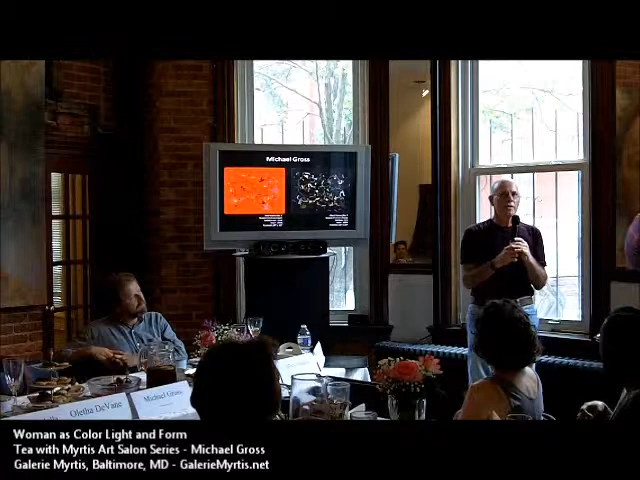 Michael Gross
Oletha DeVane
Michael Gross
Woman as Color Light and Form
Tea with Myrtis Art Salon Series - Michael Gross
Galerie Myrtis, Baltimore, MD - GalerieMyrtis.net